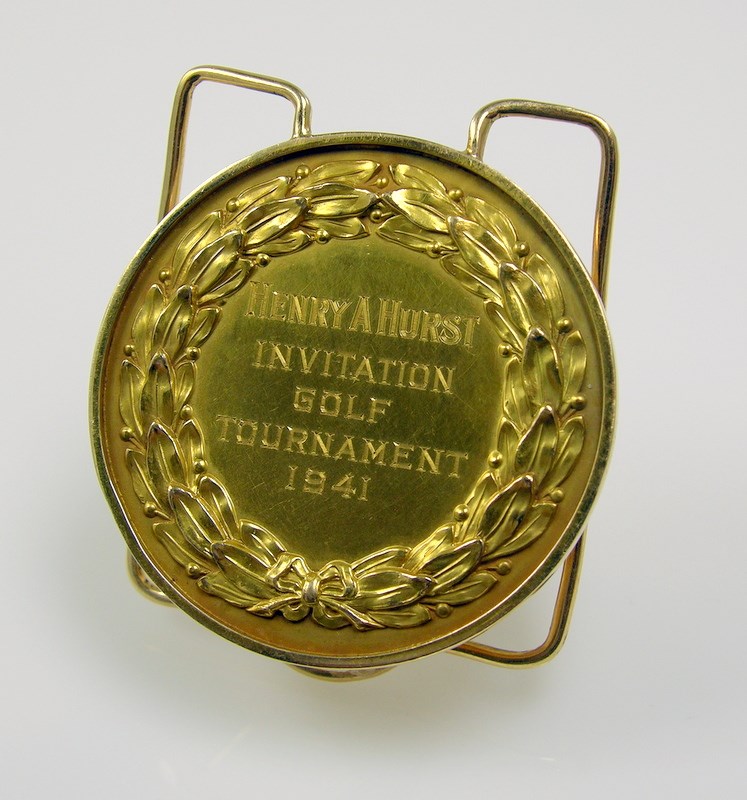 HENRY A HURST
INVITATION
GOLF
TOURNAMENT
1941